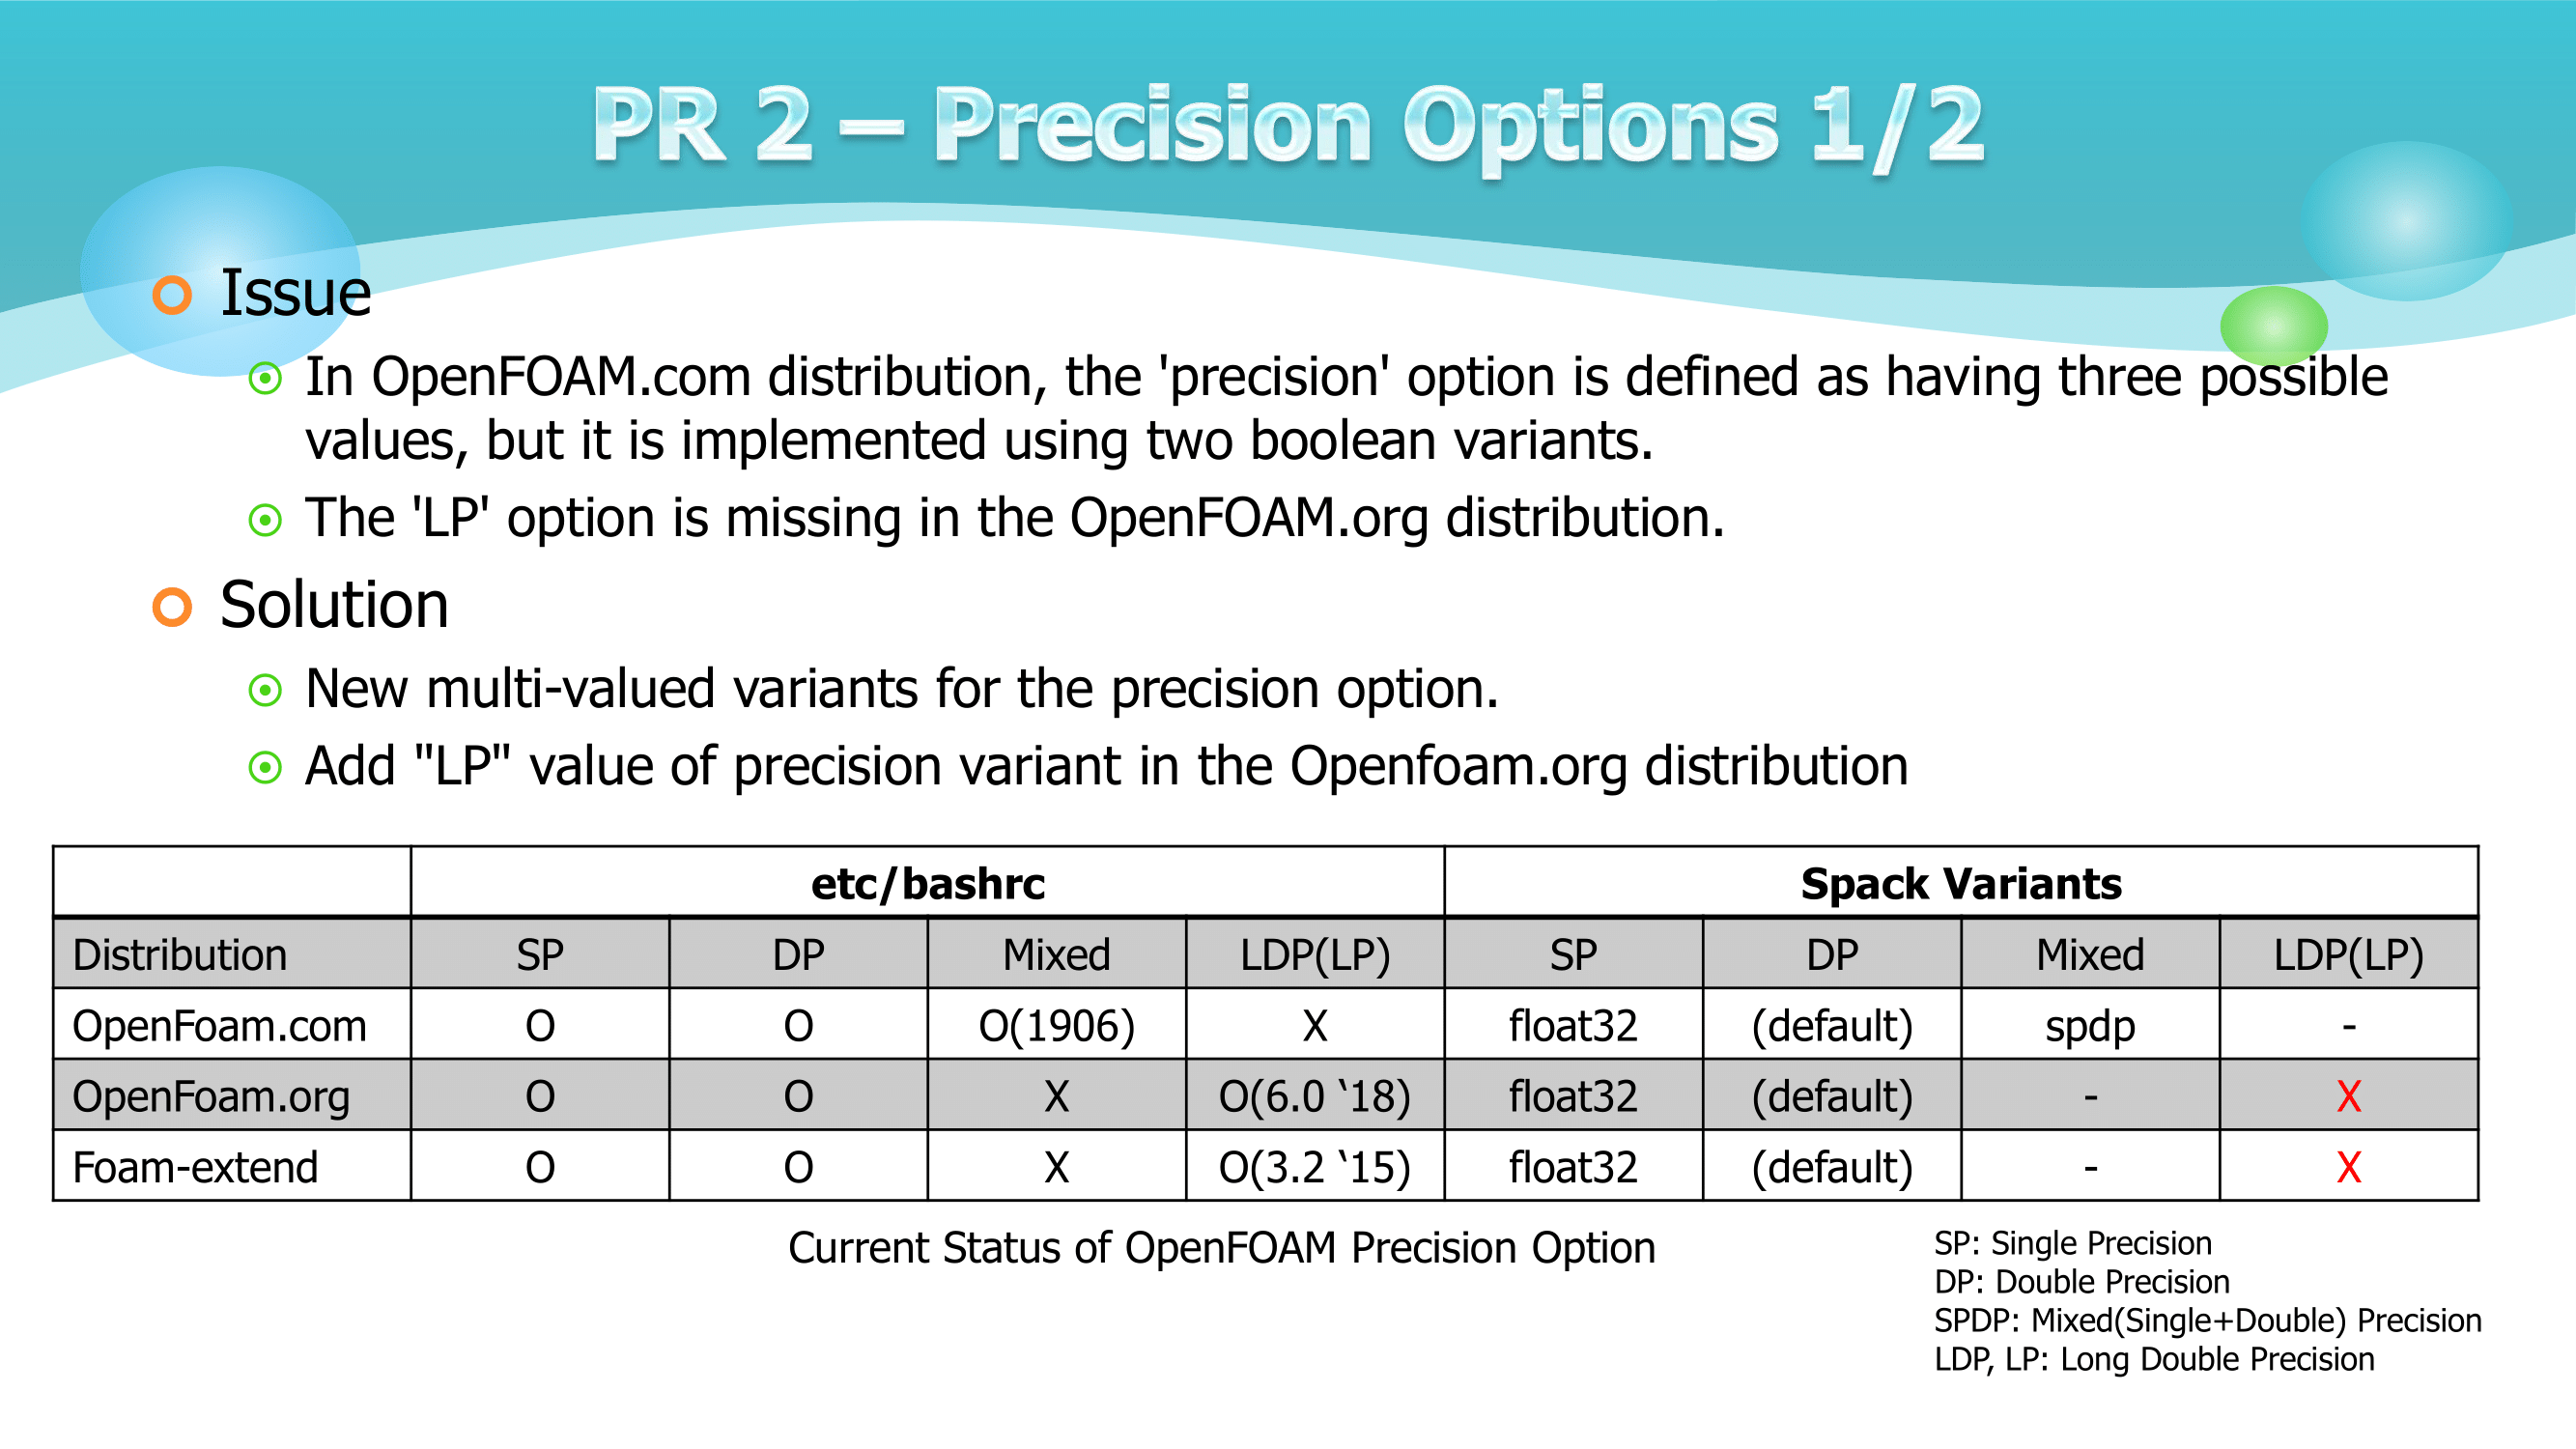 PR 2 – Precision Options 1/2
Issue
In OpenFOAM.com distribution, the 'precision' option is defined as having three possible
values, but it is implemented using two boolean variants.
The 'LP' option is missing in the OpenFOAM.org distribution.
Solution
New multi-valued variants for the precision option.
Add "LP" value of precision variant in the Openfoam.org distribution
etc/bashrc Spack Variants
Distribution SP DP Mixed LDP(LP) SP DP Mixed LDP(LP)
OpenFoam.com O O O(1906) X float32 (default) spdp -
OpenFoam.org O O X O(6.0 ‘18) float32 (default) - X
Foam-extend O O X O(3.2 ‘15) float32 (default) - X
Current Status of OpenFOAM Precision Option
SP: Single Precision
DP: Double Precision
SPDP: Mixed(Single+Double) Precision
LDP, LP: Long Double Precision